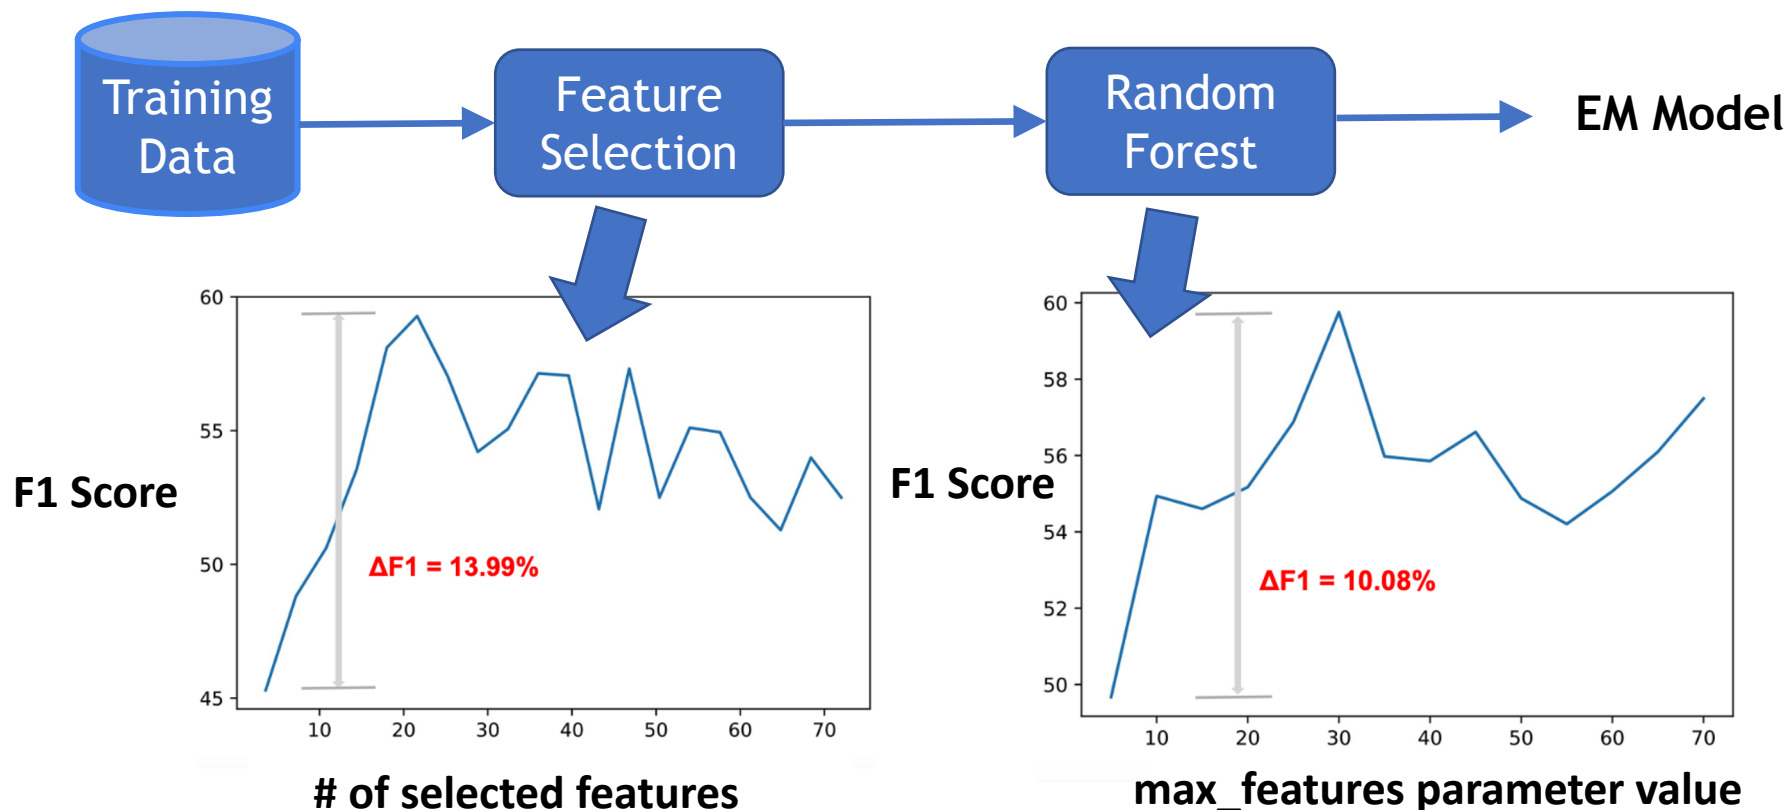 Training
Data
Feature
Selection
Random
Forest
EM Model
60
55
50
45
F1 Score
ΔF1 = 13.99%
10 20 30 40 50 60 70
# of selected features
60
58
56
54
52
50
F1 Score
ΔF1 = 10.08%
10 20 30 40 50 60 70
max_features parameter value